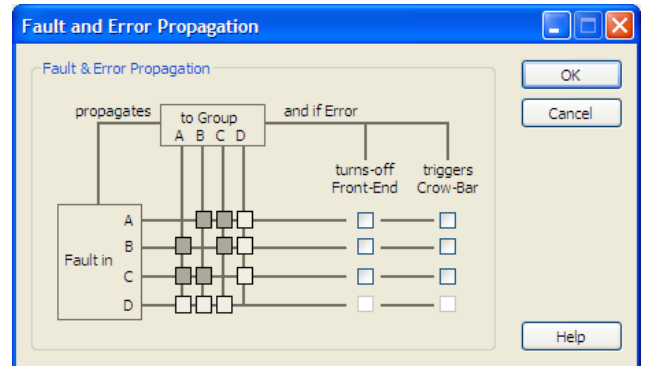 Fault and Error Propagation
Fault & Error Propagation
OK
Cancel
propagates
to Group
A B C D
and if Error
turns-off
Front-End
triggers
Crow-Bar
Fault in
A
B
C
D
Help